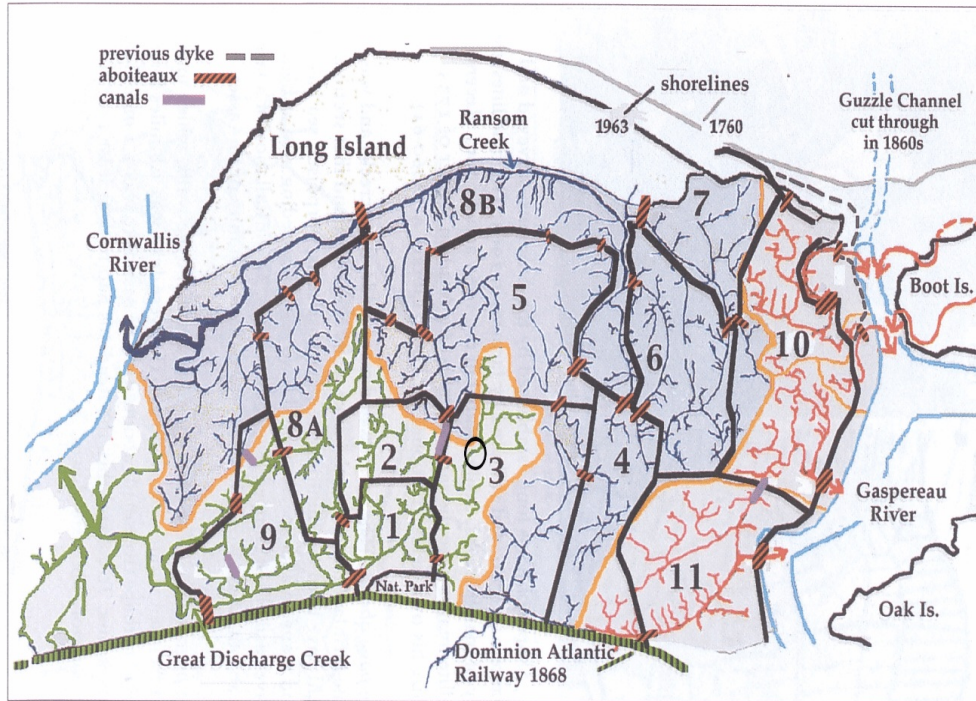 previous dyke
aboiteaux
canals
shorelines
1963
1760
Guzzle Channel
cut through
in 1860s
Ransom
Creek
Long Island
8B
7
Cornwallis
River
Boot Is.
5
6
10
8A
2
3
4
9
1
Gaspereau
River
11
Nat. Park
Oak Is.
Great Discharge Creek
Dominion Atlantic
Railway 1868